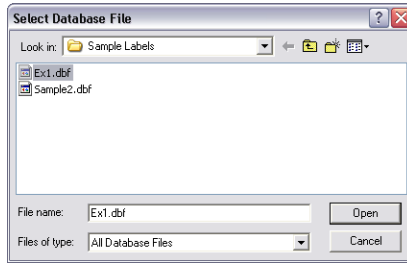 Select Database File
Look in: Sample Labels
Ex1.dbf
Sample2.dbf
File name: Ex1.dbf Open
Files of type: All Database Files Cancel